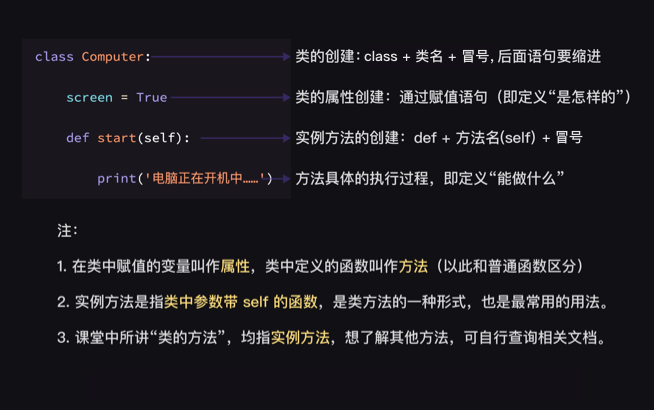 class Computer: 类的创建：class + 类名 + 冒号, 后面语句要缩进
screen = True 类的属性创建：通过赋值语句（即定义“是怎样的”）
def start(self): 实例方法的创建：def + 方法名(self) + 冒号
print('电脑正在开机中……') 方法具体的执行过程，即定义“能做什么”
注：
1. 在类中赋值的变量叫作属性，类中定义的函数叫作方法（以此和普通函数区分）
2. 实例方法是指类中参数带 self 的函数，是类方法的一种形式，也是最常用的用法。
3. 课堂中所讲“类的方法”，均指实例方法，想了解其他方法，可自行查询相关文档。